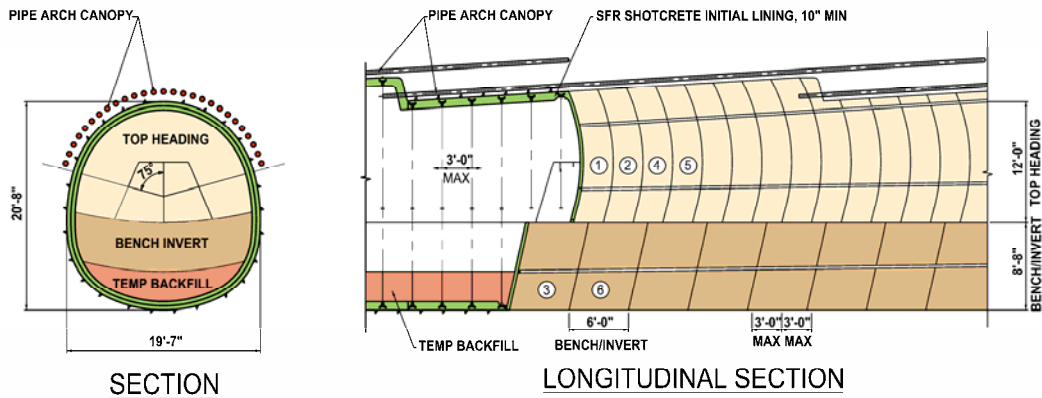 PIPE ARCH CANOPY
TOP HEADING
75°
BENCH INVERT
TEMP BACKFILL
20'-8"
19'-7"
SECTION
PIPE ARCH CANOPY
SFR SHOTCRETE INITIAL LINING, 10" MIN
3'-0"
MAX
1 2 4 5
3 6
12'-0"
TOP HEADING
8'-8"
BENCH/INVERT
6'-0"
3'-0" 3'-0"
TEMP BACKFILL
BENCH/INVERT
MAX MAX
LONGITUDINAL SECTION